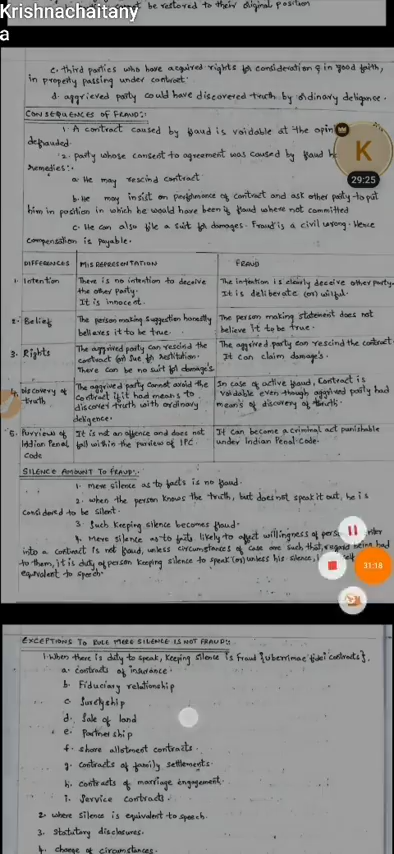 Krishnachaitany
a
be restored to their original position
c. third parties who have acquired rights for consideration & in good faith,
in property passing under contract
d. aggrieved party could have discovered truth by ordinary deligance.
CONSEQUENCES OF FRAUD:
1. A contract caused by fraud is voidable at the opini
defrauded.
2. party whose consent to agreement was caused by fraud h
remedies:
a. He may rescind contract
b. He may insist on performance of contract and ask other party to put
him in position in which he would have been if fraud where not committed
c. He can also file a suit for damages. Fraud is a civil wrong. Hence
compensation is payable.
K
29:25
DIFFERENCES MISREPRESENTATION FRAUD
1. Intention There is no intention to deceive the other party. It is innocent. The intention is clearly deceive other party. It is deliberate (or) wilful.
2. Belief The person making suggestion honestly believes it to be true. The person making statement does not believe it to be true.
3. Rights The aggrived party can rescind the contract (or) sue for restitution. There can be no suit for damages. The aggrived party can rescind the contract. It can claim damage's.
Discovery of truth The aggrived party cannot avoid the contract if it had means to discover truth with ordinary deligence. In case of active fraud, contract is voidable even though aggrived party had means of discovery of truth.
5. Purview of Indian Penal Code It is not an offence and does not fall within the purview of IPC. It can become a criminal act punishable under Indian Penal Code.
SILENCE AMOUNT TO FRAUD:
1. mere silence as to facts is no fraud.
2. when the person knows the truth, but does not speak it out, he is
considered to be silent.
3. Such keeping silence becomes fraud.
4. Mere silence as to facts likely to affect willingness of person
into a contract is not fraud, unless circumstances of case are such that, regard being had
to them, it is duty of person keeping silence to speak (or) unless his silence, i
equivalent to speech
31:18
EXCEPTIONS TO RULE MERE SILENCE IS NOT FRAUD:
1. When there is duty to speak, keeping silence is Fraud {uberrimae fidei contracts}.
a. contracts of insurance.
b. Fiduciary relationship
c. Suretyship
d. Sale of land
e. Partnership
f. share allotment contracts.
g. contracts of family settlements.
h. contracts of marriage engagement.
i. Service contracts.
2. where silence is equivalent to speech.
3. Statutory disclosures.
4. change of circumstances.